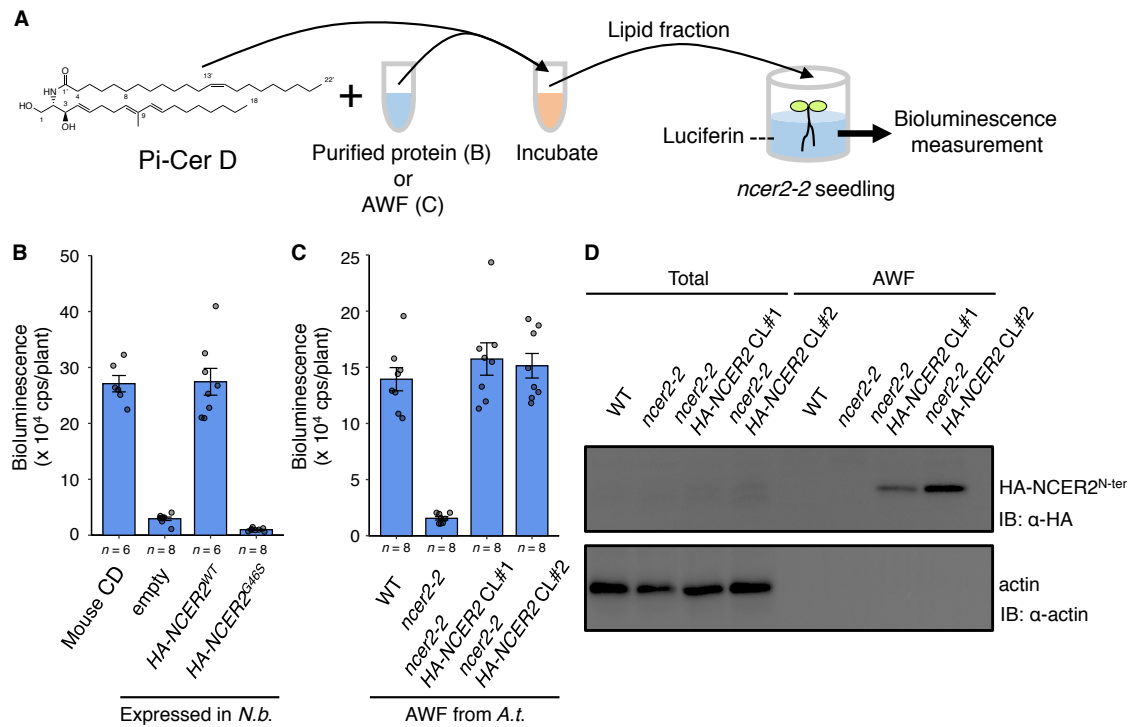 A
O
HN
HO
OH
1
3
1'
4
8
9
13'
18
22'
Pi-Cer D
+
Purified protein (B)
or
AWF (C)
Incubate
Lipid fraction
Luciferin
ncer2-2 seedling
Bioluminescence
measurement
B
Bioluminescence
(x 10⁴ cps/plant)
50
40
30
20
10
0
n = 6
n = 8
n = 6
n = 8
Mouse CD
empty
HA-NCER2ᵂᵀ
HA-NCER2ᴳ⁴⁶ˢ
Expressed in N.b.
C
Bioluminescence
(x 10⁴ cps/plant)
25
20
15
10
5
0
n = 8
n = 8
n = 8
n = 8
WT
ncer2-2
ncer2-2
HA-NCER2 CL#1
ncer2-2
HA-NCER2 CL#2
AWF from A.t.
D
Total
AWF
WT
ncer2-2
ncer2-2
HA-NCER2 CL#1
ncer2-2
HA-NCER2 CL#2
WT
ncer2-2
ncer2-2
HA-NCER2 CL#1
ncer2-2
HA-NCER2 CL#2
HA-NCER2ᴺ⁻ᵗᵉʳ
IB: α-HA
actin
IB: α-actin